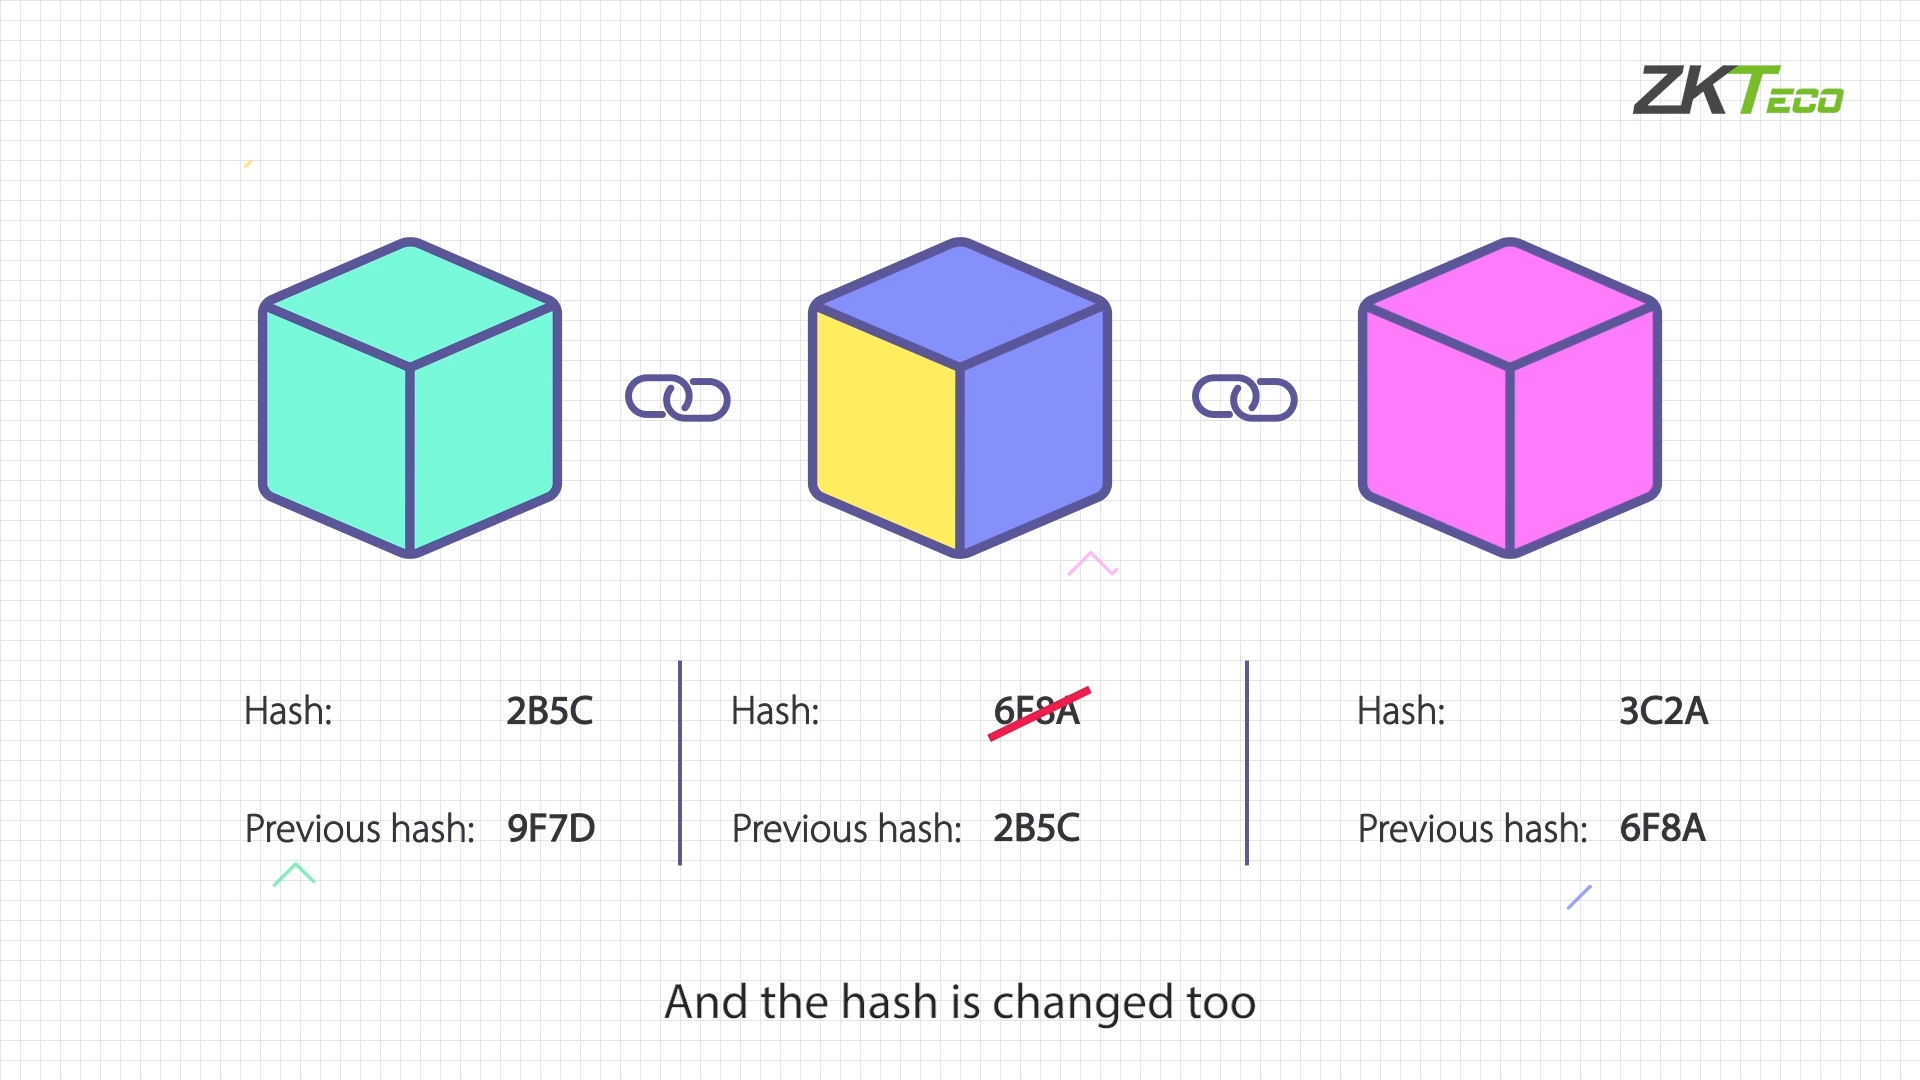 ZKTECO
Hash: 2B5C
Previous hash: 9F7D
Hash: 6F8A
Previous hash: 2B5C
Hash: 3C2A
Previous hash: 6F8A
And the hash is changed too